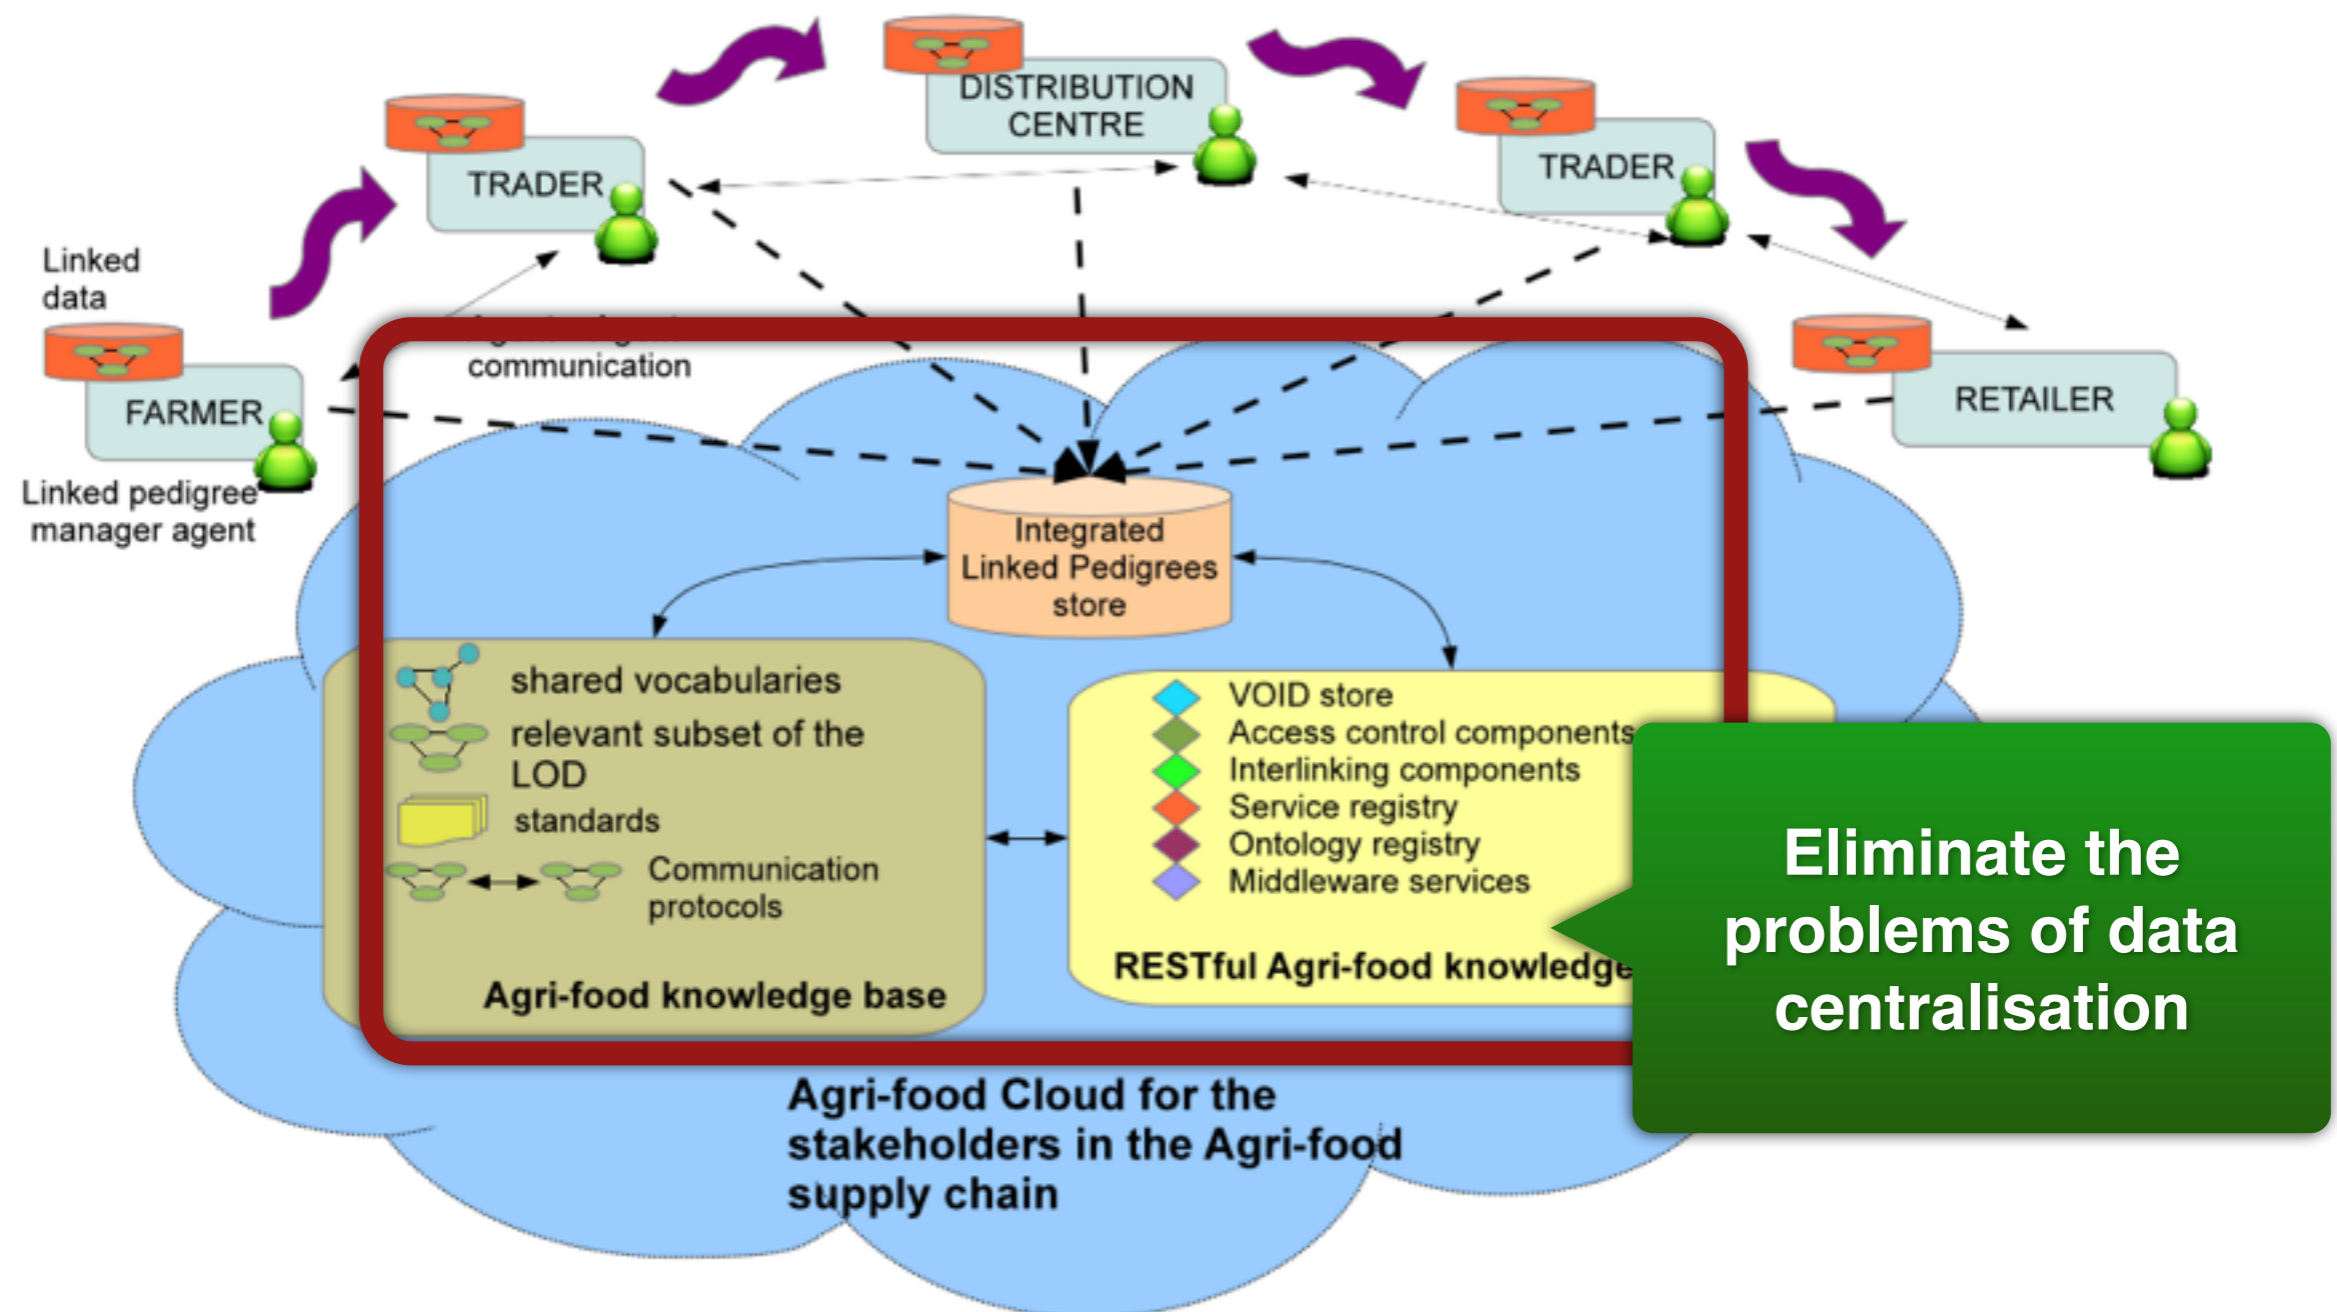 DISTRIBUTION
CENTRE
TRADER
TRADER
Linked
data
communication
FARMER
RETAILER
Linked pedigree
manager agent
Integrated
Linked Pedigrees
store
shared vocabularies
relevant subset of the
LOD
standards
Communication
protocols
Agri-food knowledge base
VOID store
Access control components
Interlinking components
Service registry
Ontology registry
Middleware services
RESTful Agri-food knowledge
Eliminate the
problems of data
centralisation
Agri-food Cloud for the
stakeholders in the Agri-food
supply chain